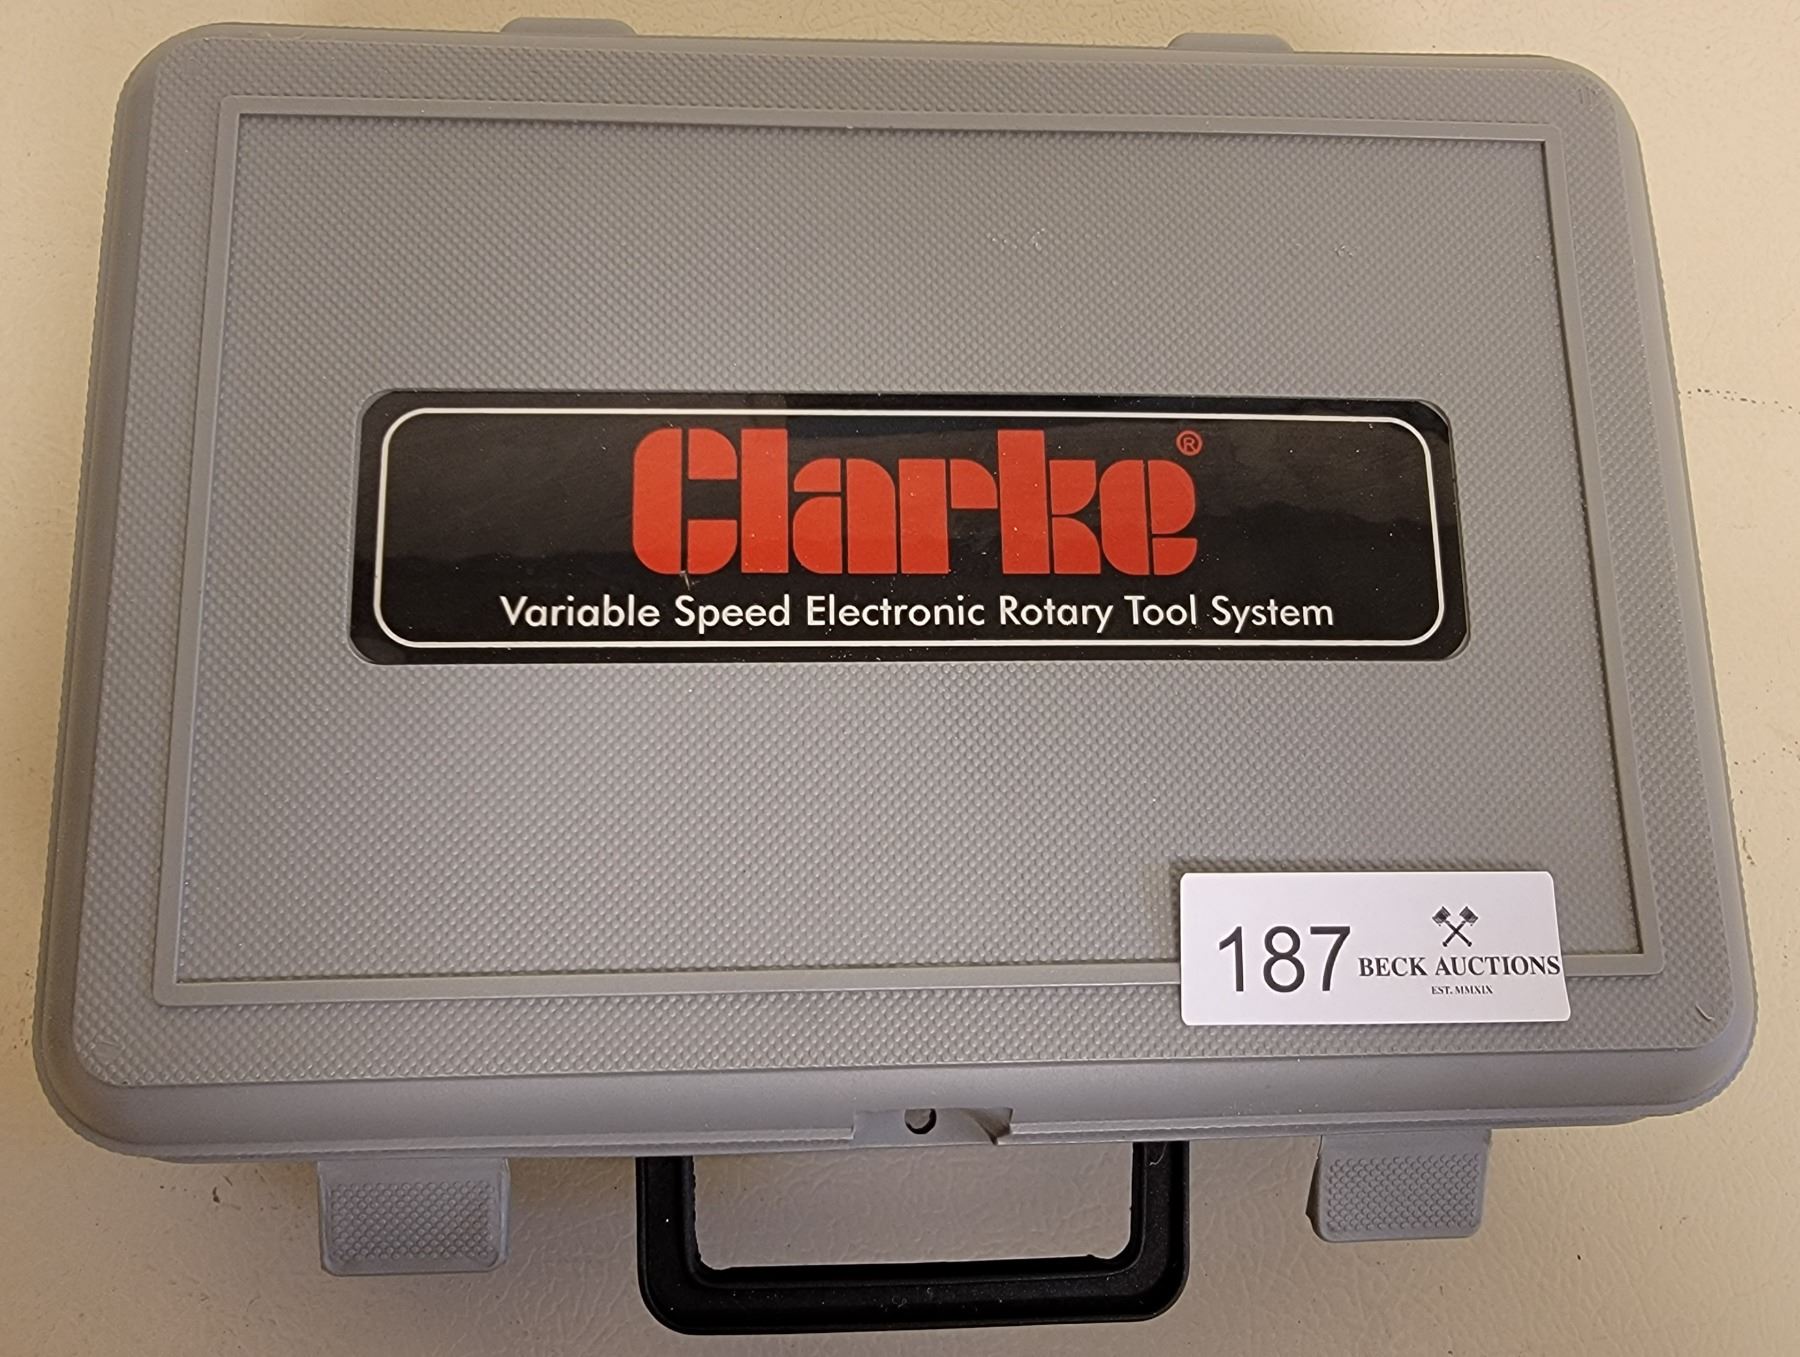 Clarke®
Variable Speed Electronic Rotary Tool System
187
BECK AUCTIONS
EST. MMXIX